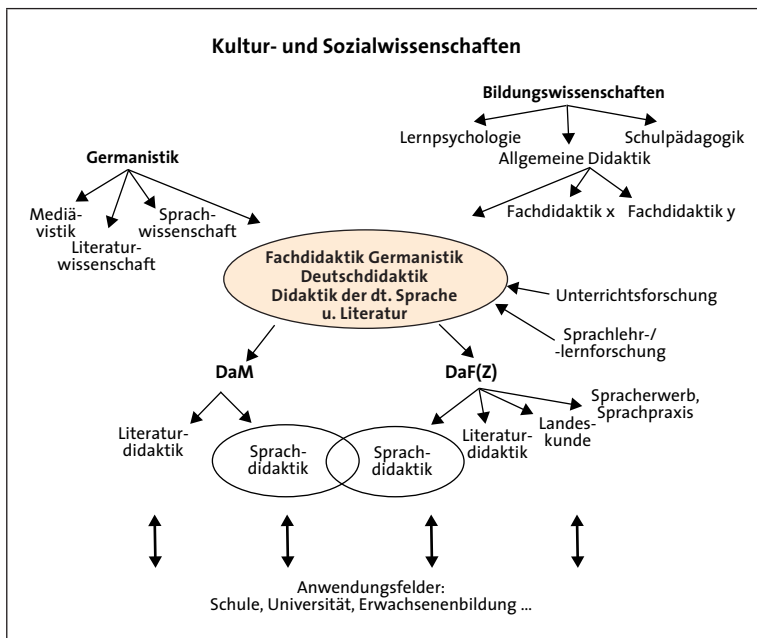 Kultur- und Sozialwissenschaften
Bildungswissenschaften
Lernpsychologie
Schulpädagogik
Allgemeine Didaktik
Fachdidaktik x
Fachdidaktik y
Germanistik
Mediä-
vistik
Literatur-
wissenschaft
Sprach-
wissenschaft
Fachdidaktik Germanistik
Deutschdidaktik
Didaktik der dt. Sprache
u. Literatur
Unterrichtsforschung
Sprachlehr-/
-lernforschung
DaM
Literatur-
didaktik
Sprach-
didaktik
DaF(Z)
Sprach-
didaktik
Literatur-
didaktik
Landes-
kunde
Spracherwerb,
Sprachpraxis
Anwendungsfelder:
Schule, Universität, Erwachsenenbildung ...